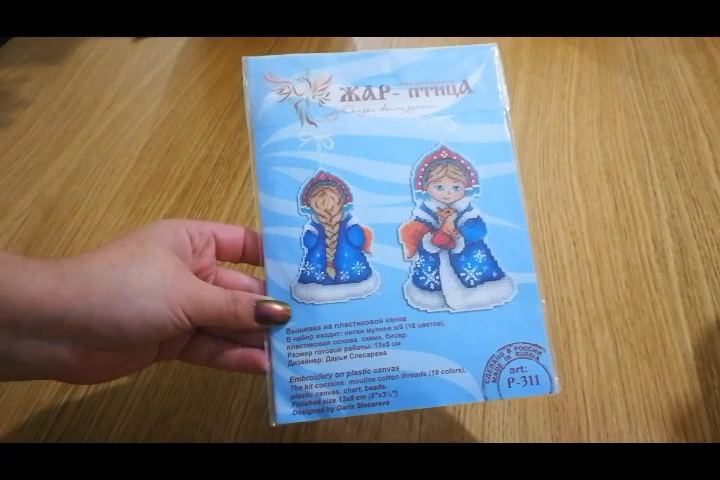 ЖАР-ПТИЦА
Вышивка на пластиковой канве
В набор входит: нитки мулине х/б (18 цветов),
пластиковая основа, схема, бисер.
Размер готовой работы: 13х8 см
Дизайнер: Дарья Слесарева
Embroidery on plastic canvas
The kit contains: mouline cotton threads (18 colors),
plastic canvas, chart, beads.
Finished size 12x8 cm
Designed by Daria Slesareva
СДЕЛАНО В РОССИИ
MADE IN RUSSIA
art:
P-311